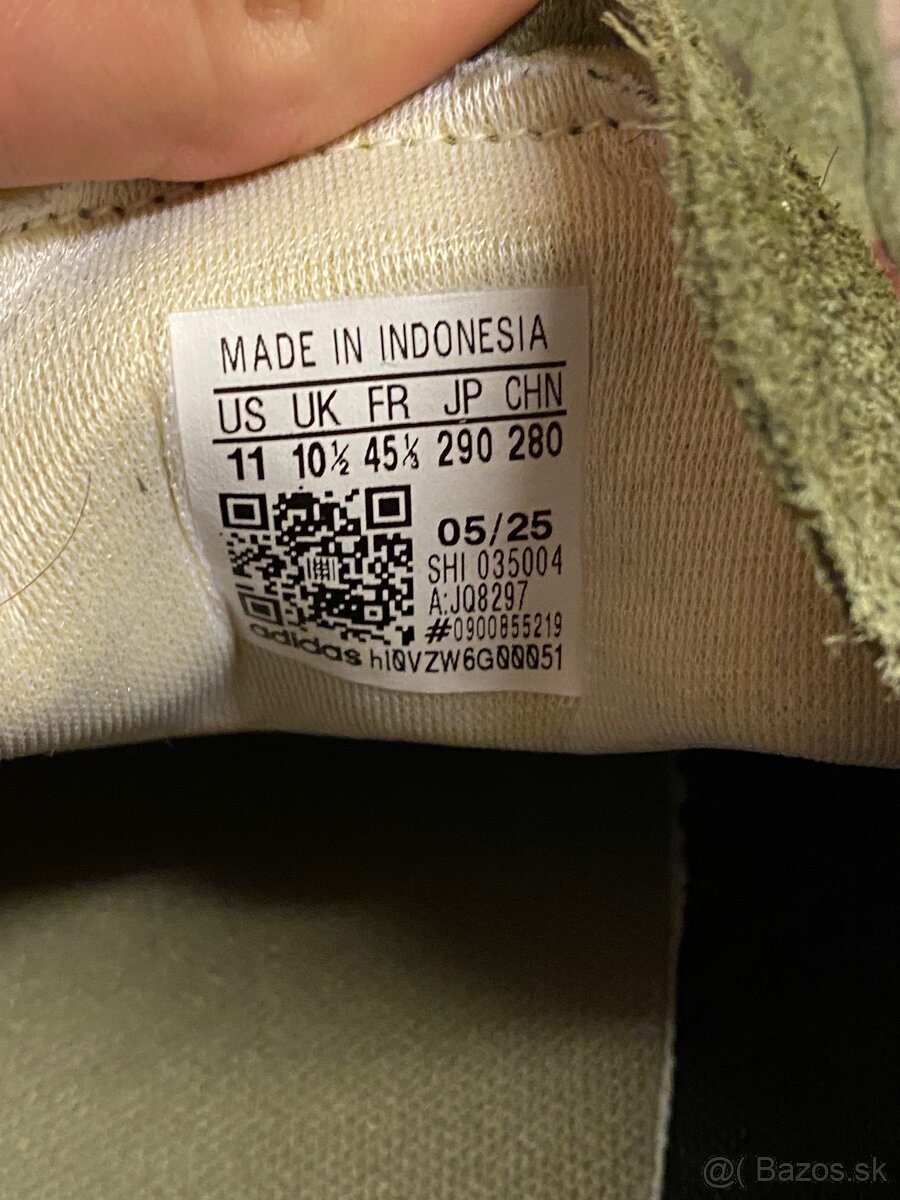 MADE IN INDONESIA
US UK FR JP CHN
11 10½ 45⅓ 290 280
05/25
SHI 035004
A:JQ8297
#0900855219
adidas hI0VZW6G00051
@( Bazos.sk